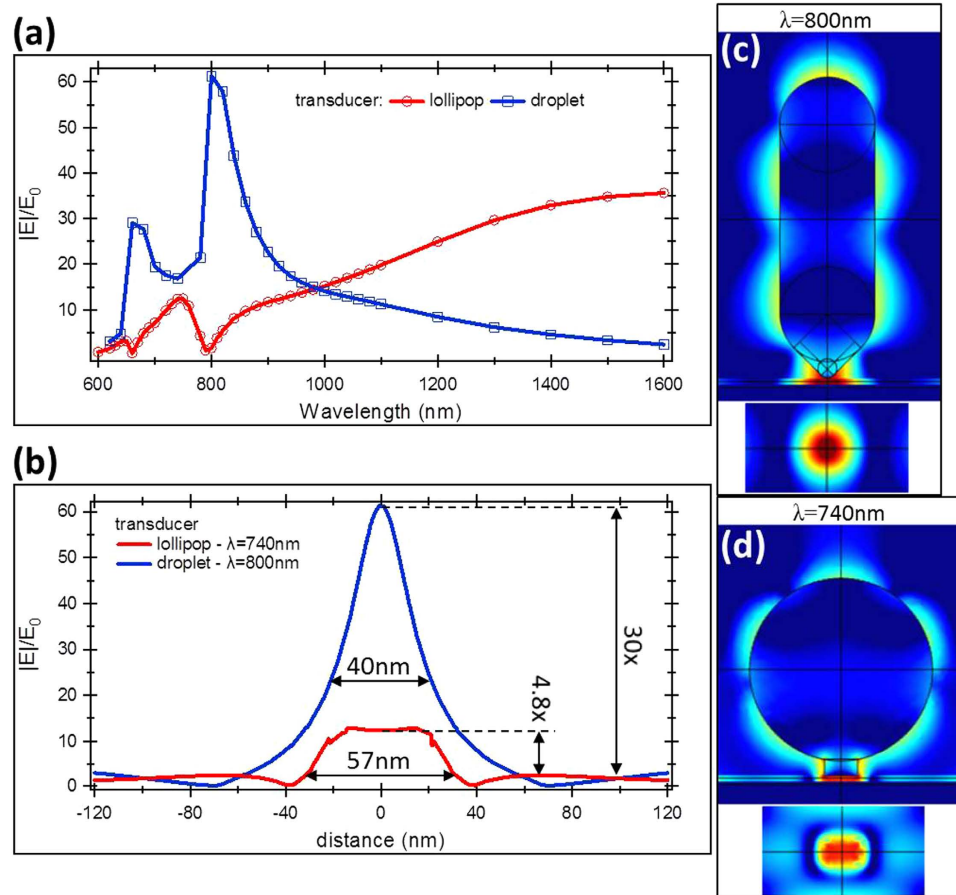 (a)
60
50
40
30
20
10
0
|E|/E0
transducer: lollipop droplet
600 800 1000 1200 1400 1600
Wavelength (nm)
(b)
60
50
40
30
20
10
0
|E|/E0
transducer
lollipop - λ=740nm
droplet - λ=800nm
40nm
57nm
4.8x
30x
-120 -80 -40 0 40 80 120
distance (nm)
λ=800nm
(c)
λ=740nm
(d)